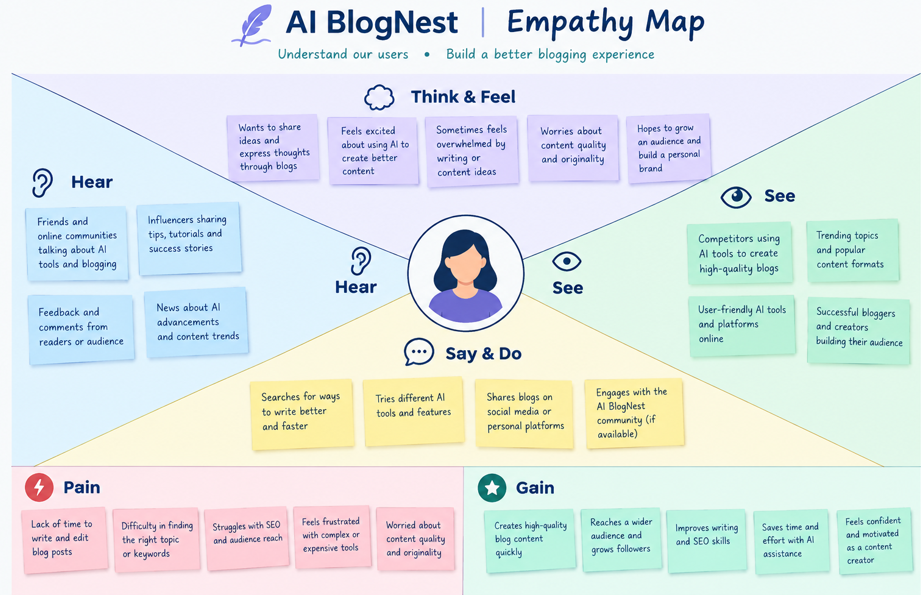 AI BlogNest | Empathy Map
Understand our users • Build a better blogging experience
Think & Feel
Wants to share
ideas and
express thoughts
through blogs
Feels excited
about using AI to
create better
content
Sometimes feels
overwhelmed by
writing or
content ideas
Worries about
content quality
and originality
Hopes to grow
an audience and
build a personal
brand
Hear
Friends and
online communities
talking about AI
tools and blogging
Influencers sharing
tips, tutorials and
success stories
Feedback and
comments from
readers or audience
News about AI
advancements
and content trends
Hear
See
See
Competitors using
AI tools to create
high-quality blogs
Trending topics
and popular
content formats
User-friendly AI tools
and platforms
online
Successful bloggers
and creators
building their audience
Say & Do
Searches for ways
to write better
and faster
Tries different AI
tools and features
Shares blogs on
social media or
personal platforms
Engages with the
AI BlogNest
community (if
available)
Pain
Lack of time to
write and edit
blog posts
Difficulty in finding
the right topic
or keywords
Struggles with SEO
and audience reach
Feels frustrated
with complex or
expensive tools
Worried about
content quality
and originality
Gain
Creates high-quality
blog content
quickly
Reaches a wider
audience and
grows followers
Improves writing
and SEO skills
Saves time and
effort with AI
assistance
Feels confident
and motivated
as a content
creator